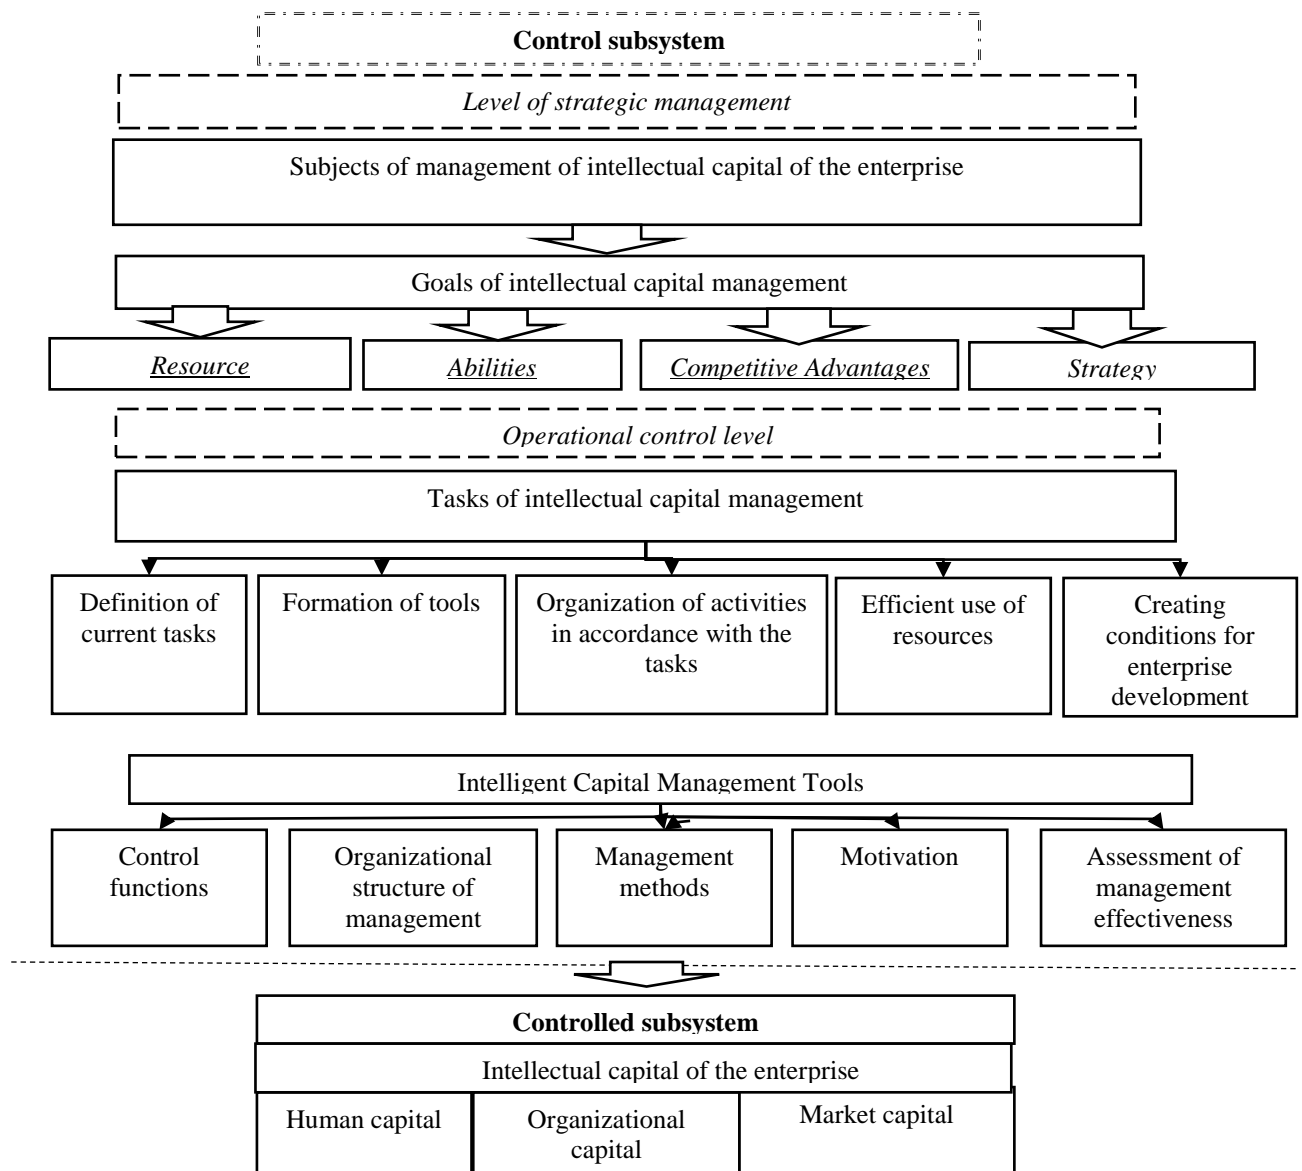 Control subsystem
Level of strategic management
Subjects of management of intellectual capital of the enterprise
Goals of intellectual capital management
Resource
Abilities
Competitive Advantages
Strategy
Operational control level
Tasks of intellectual capital management
Definition of
current tasks
Formation of tools
Organization of activities
in accordance with the
tasks
Efficient use of
resources
Creating
conditions for
enterprise
development
Intelligent Capital Management Tools
Control
functions
Organizational
structure of
management
Management
methods
Motivation
Assessment of
management
effectiveness
Controlled subsystem
Intellectual capital of the enterprise
Human capital
Organizational
capital
Market capital